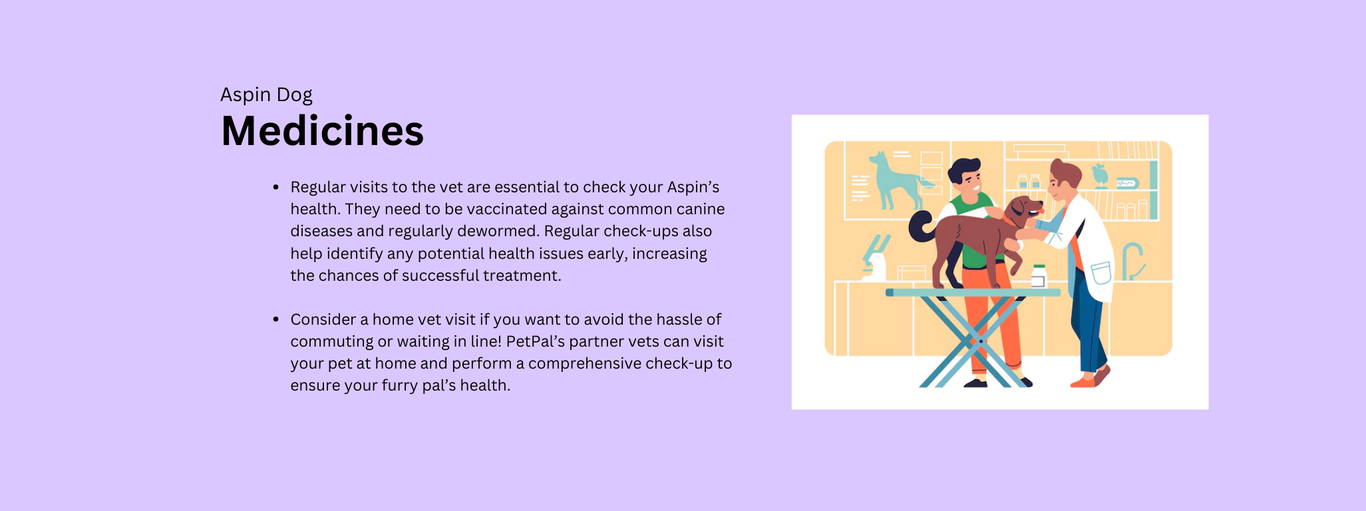 Aspin Dog
Medicines
• Regular visits to the vet are essential to check your Aspin’s
health. They need to be vaccinated against common canine
diseases and regularly dewormed. Regular check-ups also
help identify any potential health issues early, increasing
the chances of successful treatment.
• Consider a home vet visit if you want to avoid the hassle of
commuting or waiting in line! PetPal’s partner vets can visit
your pet at home and perform a comprehensive check-up to
ensure your furry pal’s health.